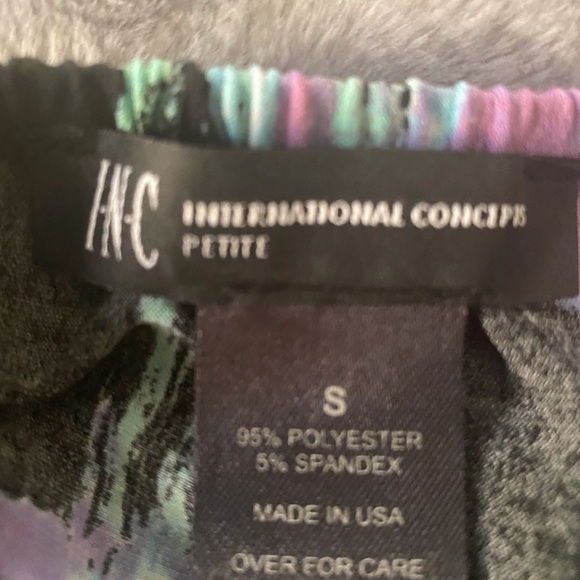 I·N·C INTERNATIONAL CONCEPTS
PETITE
S
95% POLYESTER
5% SPANDEX
MADE IN USA
OVER FOR CARE